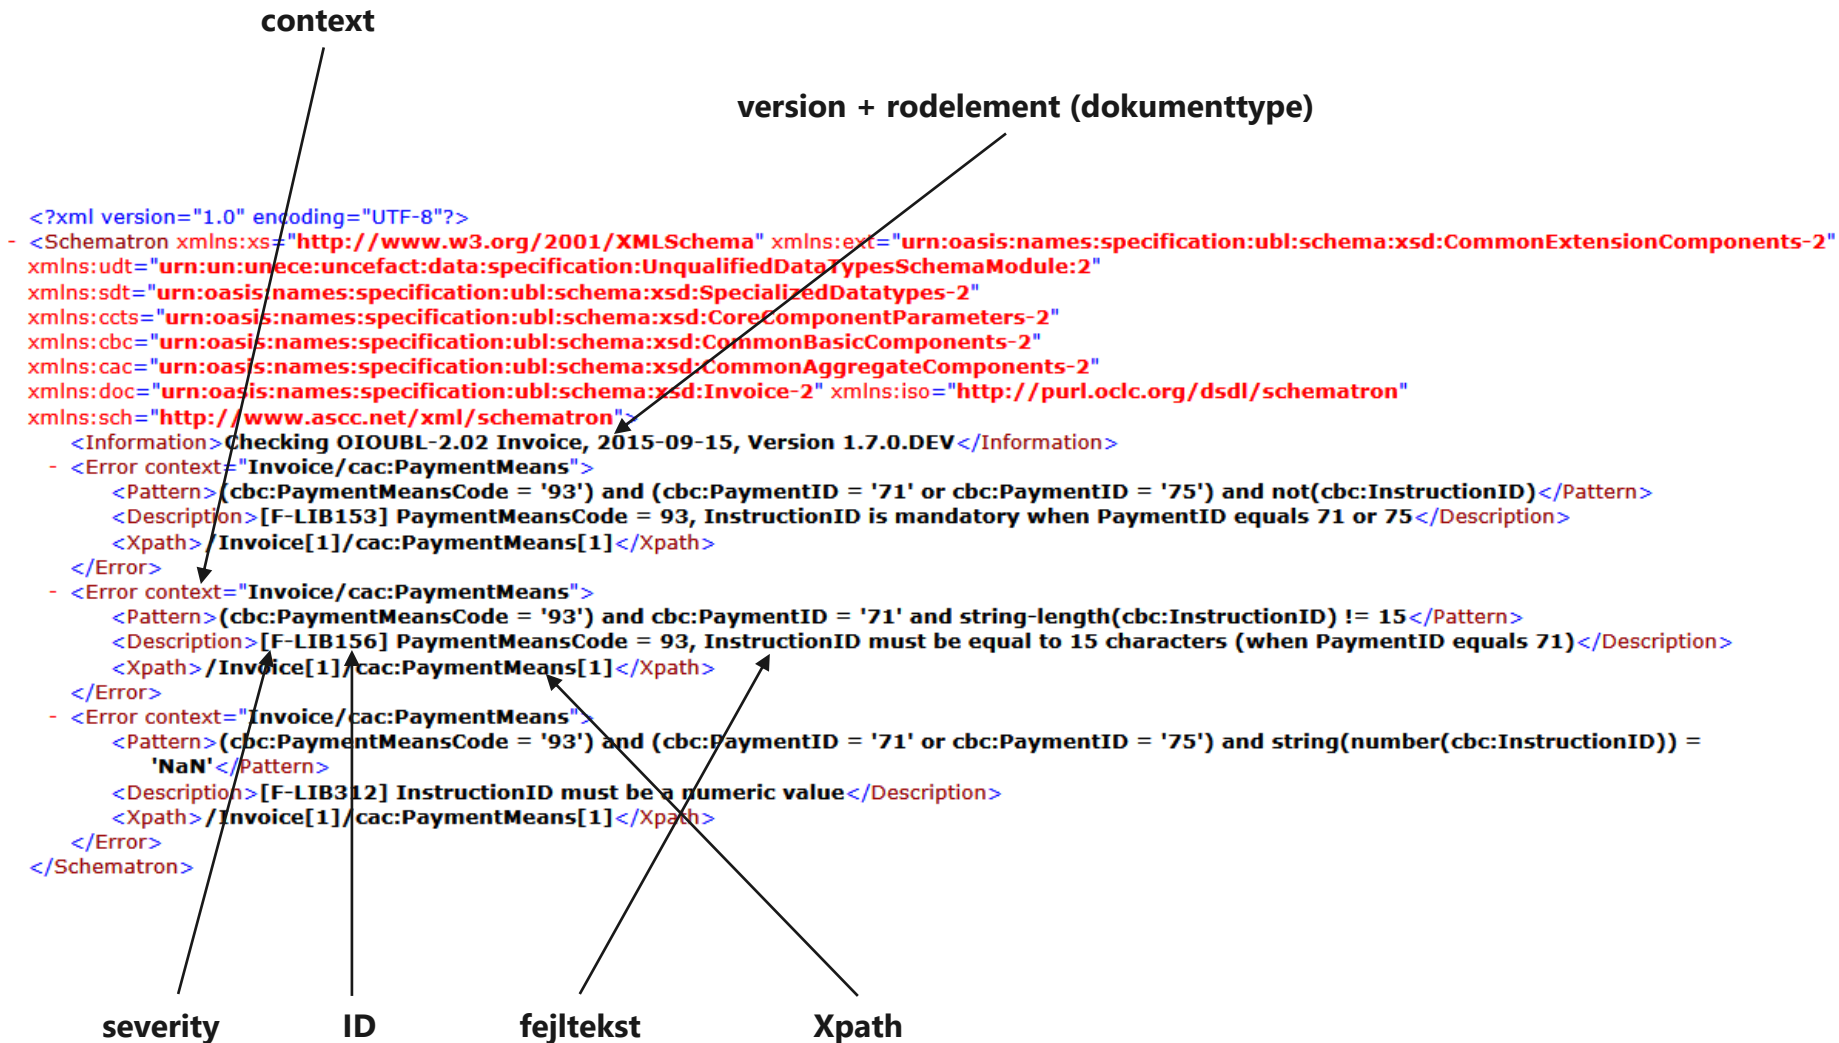 context
version + rodelement (dokumenttype)
<?xml version="1.0" encoding="UTF-8"?>
- <Schematron xmlns:xs="http://www.w3.org/2001/XMLSchema" xmlns:ext="urn:oasis:names:specification:ubl:schema:xsd:CommonExtensionComponents-2"
xmlns:udt="urn:un:unece:uncefact:data:specification:UnqualifiedDataTypesSchemaModule:2"
xmlns:sdt="urn:oasis:names:specification:ubl:schema:xsd:SpecializedDatatypes-2"
xmlns:ccts="urn:oasis:names:specification:ubl:schema:xsd:CoreComponentParameters-2"
xmlns:cbc="urn:oasis:names:specification:ubl:schema:xsd:CommonBasicComponents-2"
xmlns:cac="urn:oasis:names:specification:ubl:schema:xsd:CommonAggregateComponents-2"
xmlns:doc="urn:oasis:names:specification:ubl:schema:xsd:Invoice-2" xmlns:iso="http://purl.oclc.org/dsdl/schematron"
xmlns:sch="http://www.ascc.net/xml/schematron">
<Information>Checking OIOUBL-2.02 Invoice, 2015-09-15, Version 1.7.0.DEV</Information>
- <Error context="Invoice/cac:PaymentMeans">
<Pattern>(cbc:PaymentMeansCode = '93') and (cbc:PaymentID = '71' or cbc:PaymentID = '75') and not(cbc:InstructionID)</Pattern>
<Description>[F-LIB153] PaymentMeansCode = 93, InstructionID is mandatory when PaymentID equals 71 or 75</Description>
<Xpath>/Invoice[1]/cac:PaymentMeans[1]</Xpath>
</Error>
- <Error context="Invoice/cac:PaymentMeans">
<Pattern>(cbc:PaymentMeansCode = '93') and cbc:PaymentID = '71' and string-length(cbc:InstructionID) != 15</Pattern>
<Description>[F-LIB156] PaymentMeansCode = 93, InstructionID must be equal to 15 characters (when PaymentID equals 71)</Description>
<Xpath>/Invoice[1]/cac:PaymentMeans[1]</Xpath>
</Error>
- <Error context="Invoice/cac:PaymentMeans">
<Pattern>(cbc:PaymentMeansCode = '93') and (cbc:PaymentID = '71' or cbc:PaymentID = '75') and string(number(cbc:InstructionID)) =
'NaN'</Pattern>
<Description>[F-LIB312] InstructionID must be a numeric value</Description>
<Xpath>/Invoice[1]/cac:PaymentMeans[1]</Xpath>
</Error>
</Schematron>
severity ID fejltekst Xpath